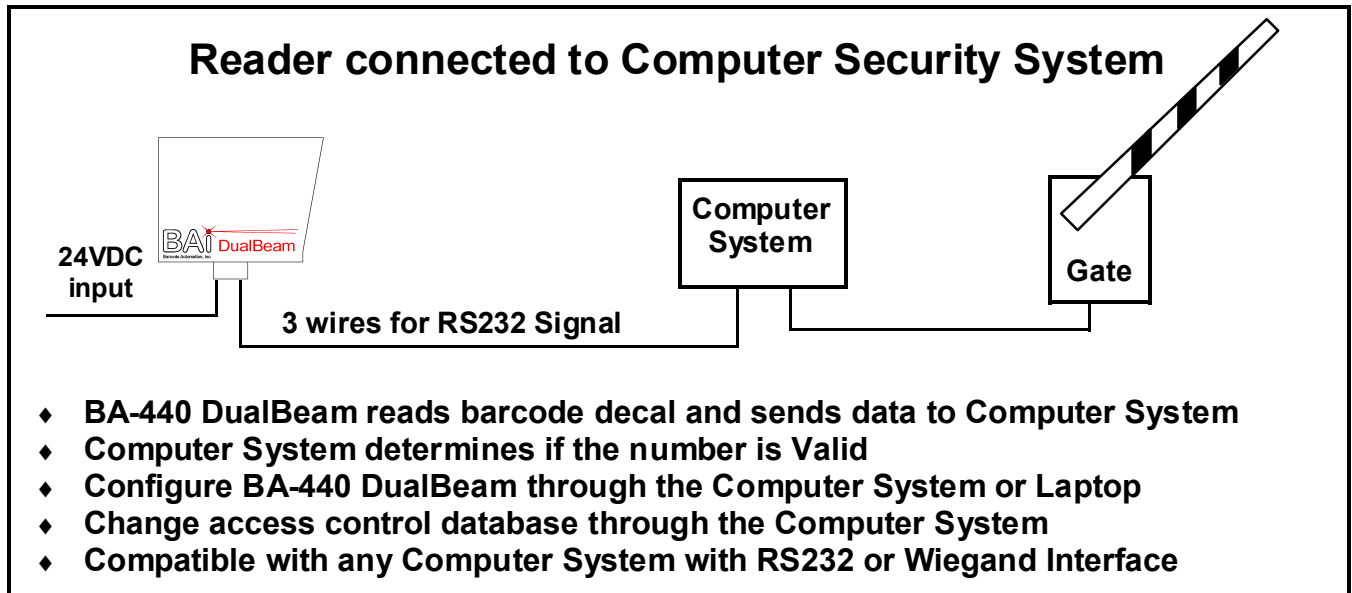 Reader connected to Computer Security System
BAi DualBeam
Barcode Automation, Inc.
24VDC
input
3 wires for RS232 Signal
Computer
System
Gate
♦ BA-440 DualBeam reads barcode decal and sends data to Computer System
♦ Computer System determines if the number is Valid
♦ Configure BA-440 DualBeam through the Computer System or Laptop
♦ Change access control database through the Computer System
♦ Compatible with any Computer System with RS232 or Wiegand Interface